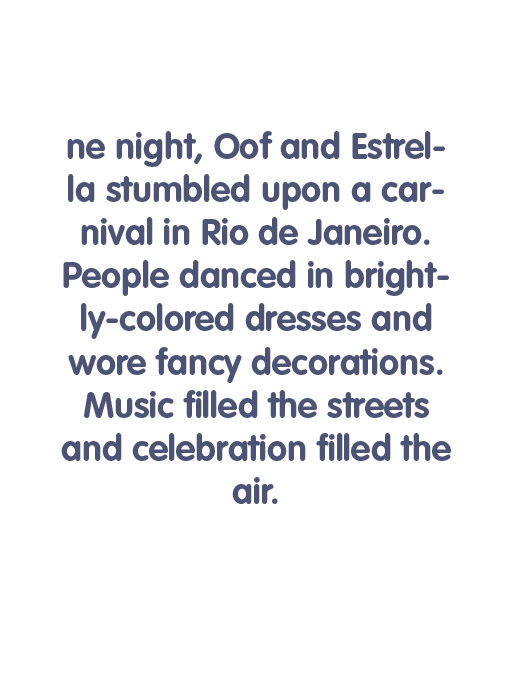 ne night, Oof and Estrel-
la stumbled upon a car-
nival in Rio de Janeiro.
People danced in bright-
ly-colored dresses and
wore fancy decorations.
Music filled the streets
and celebration filled the
air.